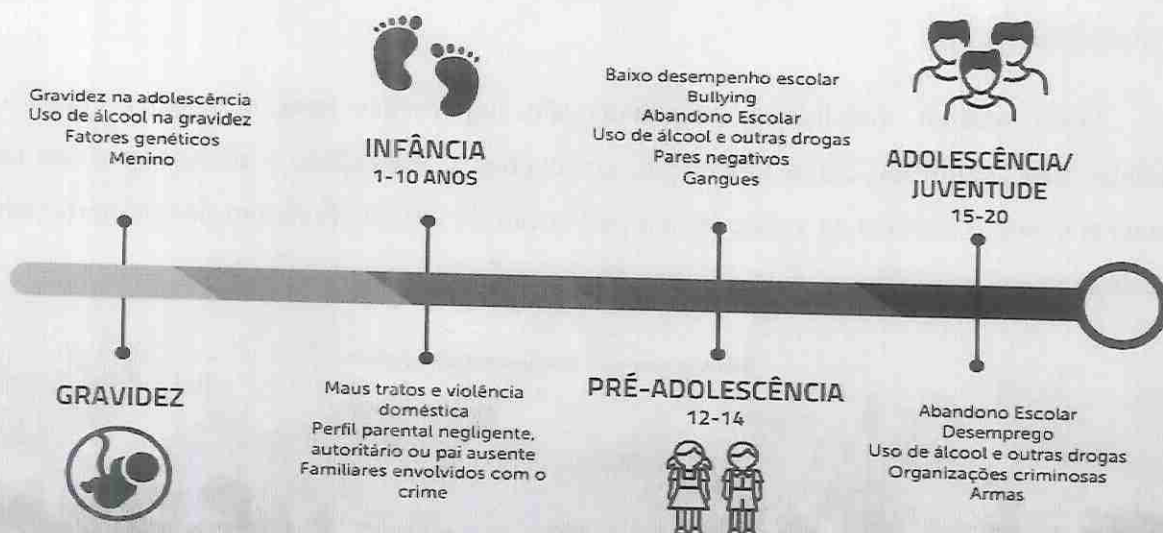 Gravidez na adolescência
Uso de álcool na gravidez
Fatores genéticos
Menino
GRAVIDEZ
INFÂNCIA
1-10 ANOS
Maus tratos e violência
doméstica
Perfil parental negligente,
autoritário ou pai ausente
Familiares envolvidos com o
crime
Baixo desempenho escolar
Bullying
Abandono Escolar
Uso de álcool e outras drogas
Pares negativos
Gangues
PRÉ-ADOLESCÊNCIA
12-14
ADOLESCÊNCIA/
JUVENTUDE
15-20
Abandono Escolar
Desemprego
Uso de álcool e outras drogas
Organizações criminosas
Armas